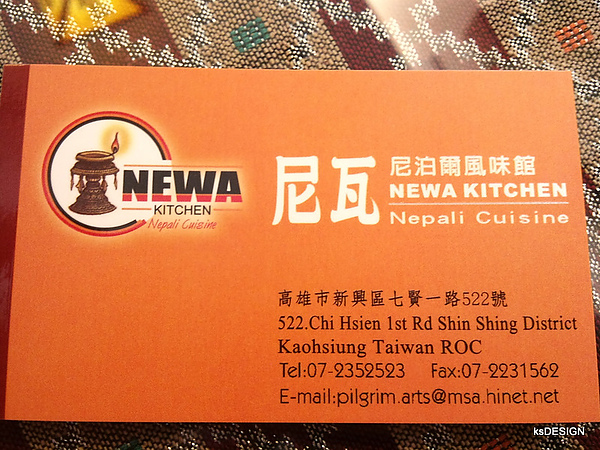 NEWA
KITCHEN
Nepali Cuisine
尼瓦
尼泊爾風味館
NEWA KITCHEN
Nepali Cuisine
高雄市新興區七賢一路522號
522.Chi Hsien 1st Rd Shin Shing District
Kaohsiung Taiwan ROC
Tel:07-2352523 Fax:07-2231562
E-mail:pilgrim.arts@msa.hinet.net
ksDESIGN